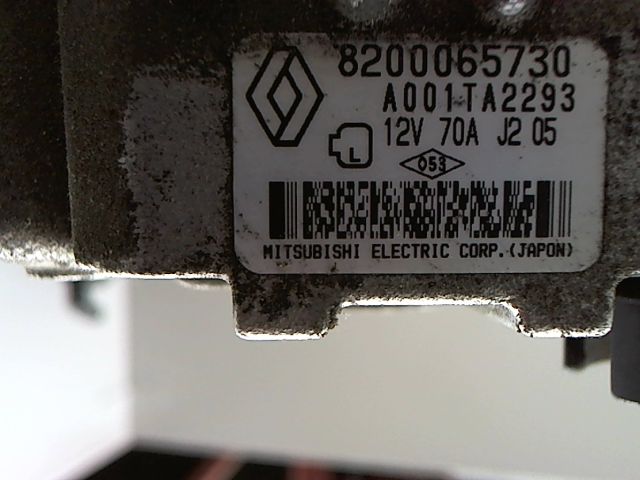 8200065730
A001TA2293
12V 70A J2 05
L
053
MITSUBISHI ELECTRIC CORP.(JAPON)